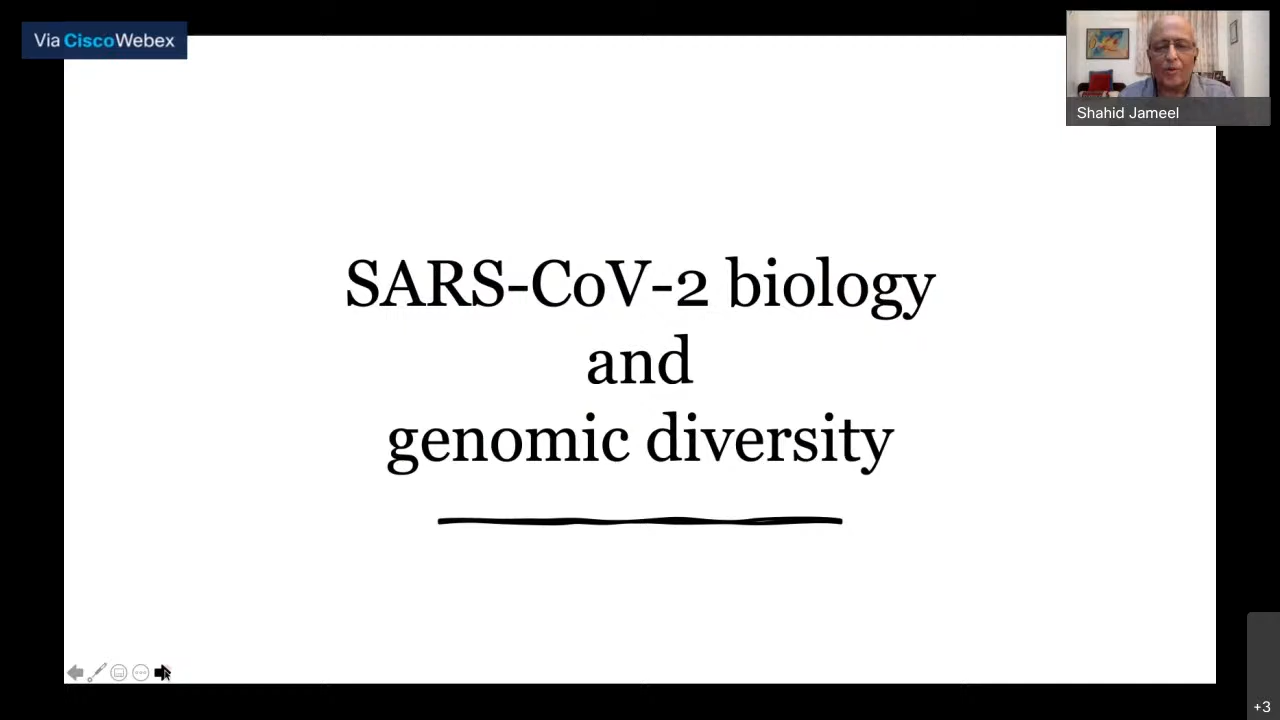 Via CiscoWebex
Shahid Jameel
SARS-CoV-2 biology
and
genomic diversity
+3